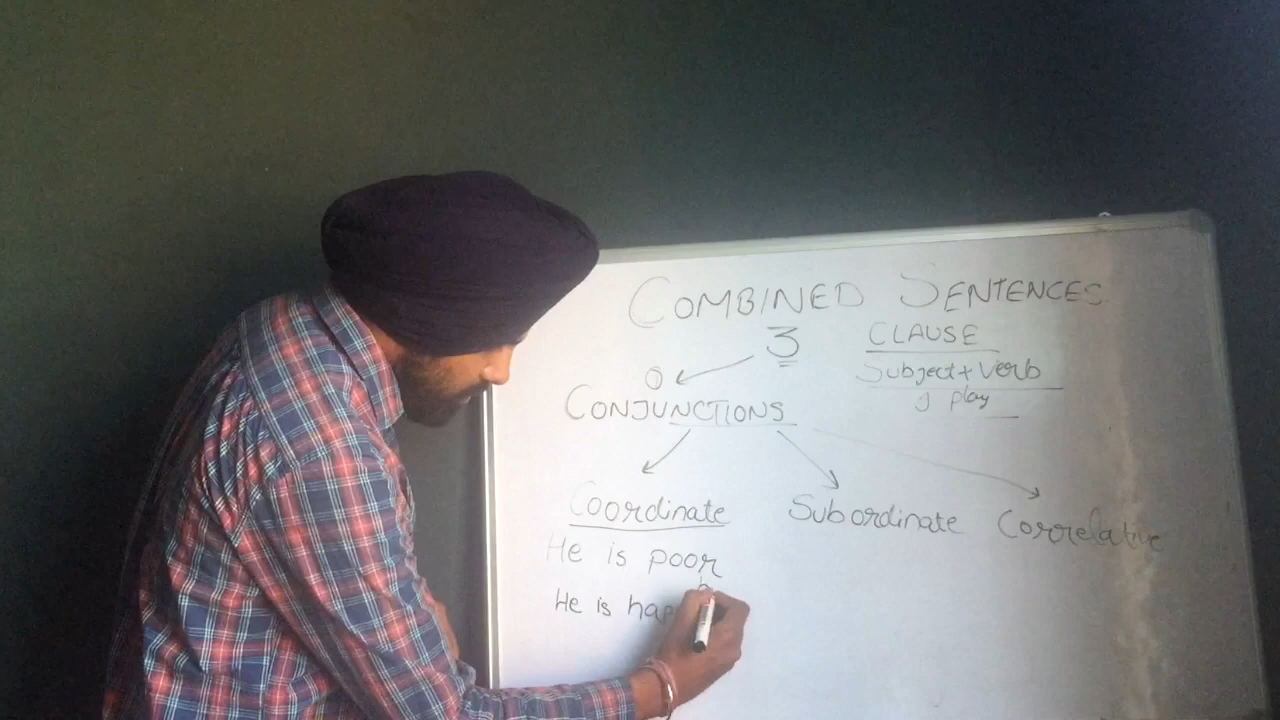 COMBINED SENTENCES
3
CLAUSE
Subject + Verb
CONJUNCTIONS
play
Coordinate
Subordinate
Correlative
He is poor
He is